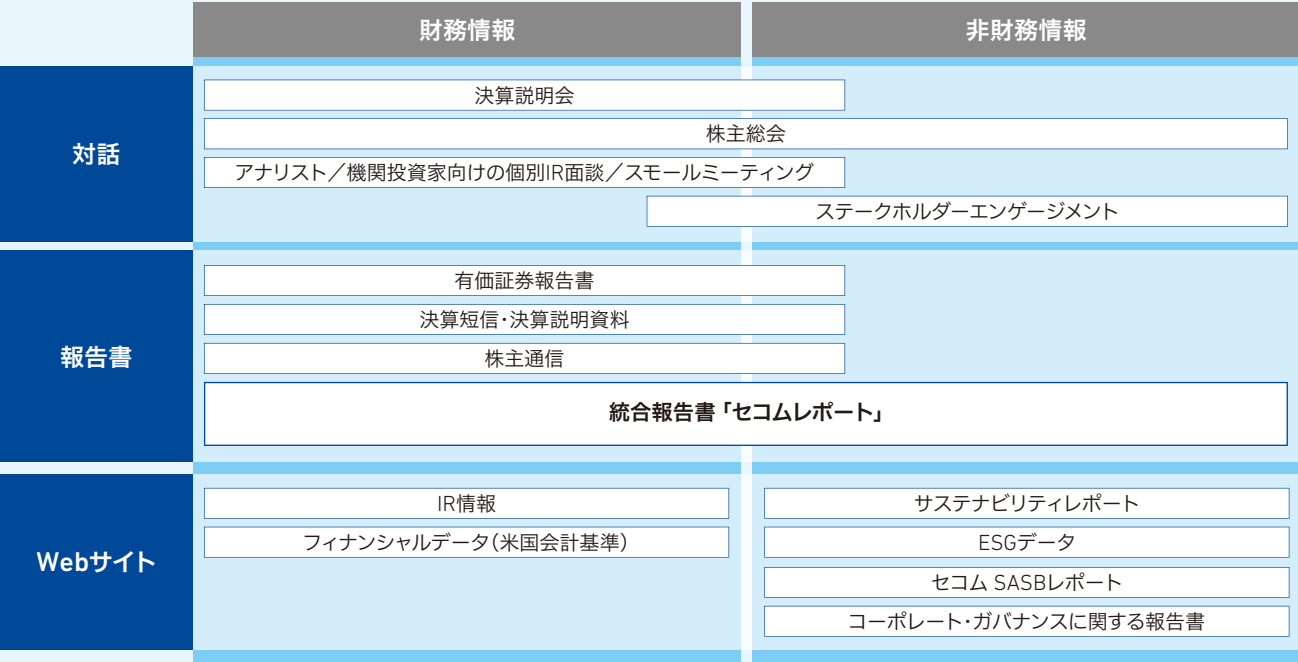 財務情報
非財務情報
対話
決算説明会
株主総会
アナリスト／機関投資家向けの個別IR面談／スモールミーティング
ステークホルダーエンゲージメント
報告書
有価証券報告書
決算短信・決算説明資料
株主通信
統合報告書「セコムレポート」
Webサイト
IR情報
フィナンシャルデータ（米国会計基準）
サステナビリティレポート
ESGデータ
セコム SASBレポート
コーポレート・ガバナンスに関する報告書